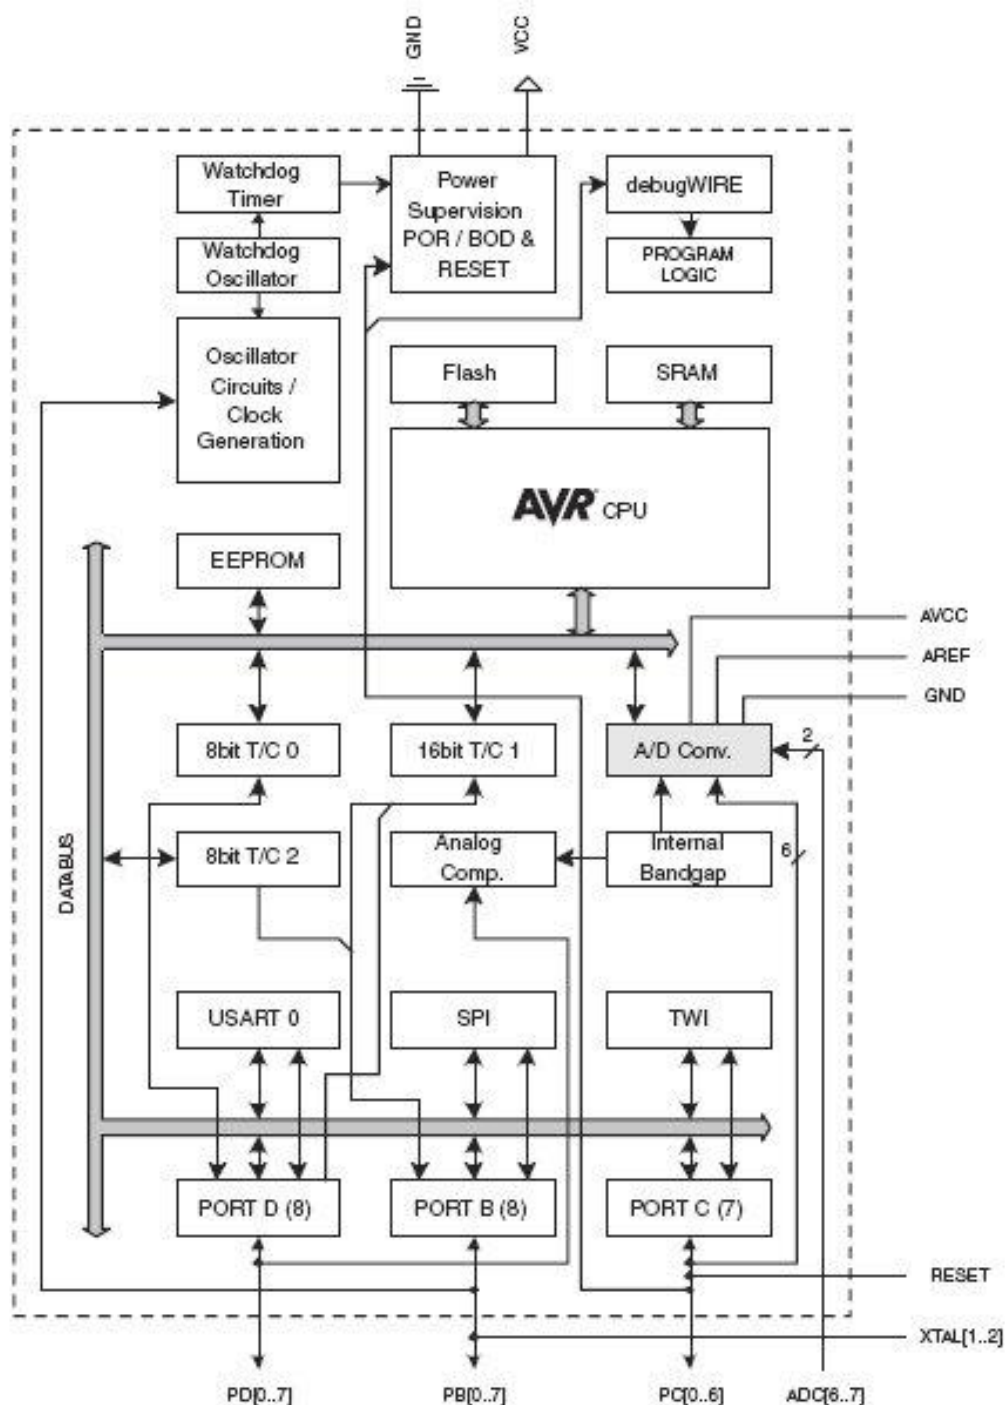 GND
VCC
Watchdog
Timer
Power
Supervision
POR / BOD &
RESET
debugWIRE
Watchdog
Oscillator
PROGRAM
LOGIC
Oscillator
Circuits /
Clock
Generation
Flash
SRAM
AVR CPU
EEPROM
AVCC
AREF
GND
8bit T/C 0
16bit T/C 1
A/D Conv.
2
DATABUS
8bit T/C 2
Analog
Comp.
Internal
Bandgap
6
USART 0
SPI
TWI
PORT D (8)
PORT B (8)
PORT C (7)
RESET
XTAL[1..2]
PD[0..7]
PB[0..7]
PC[0..6]
ADC[6..7]